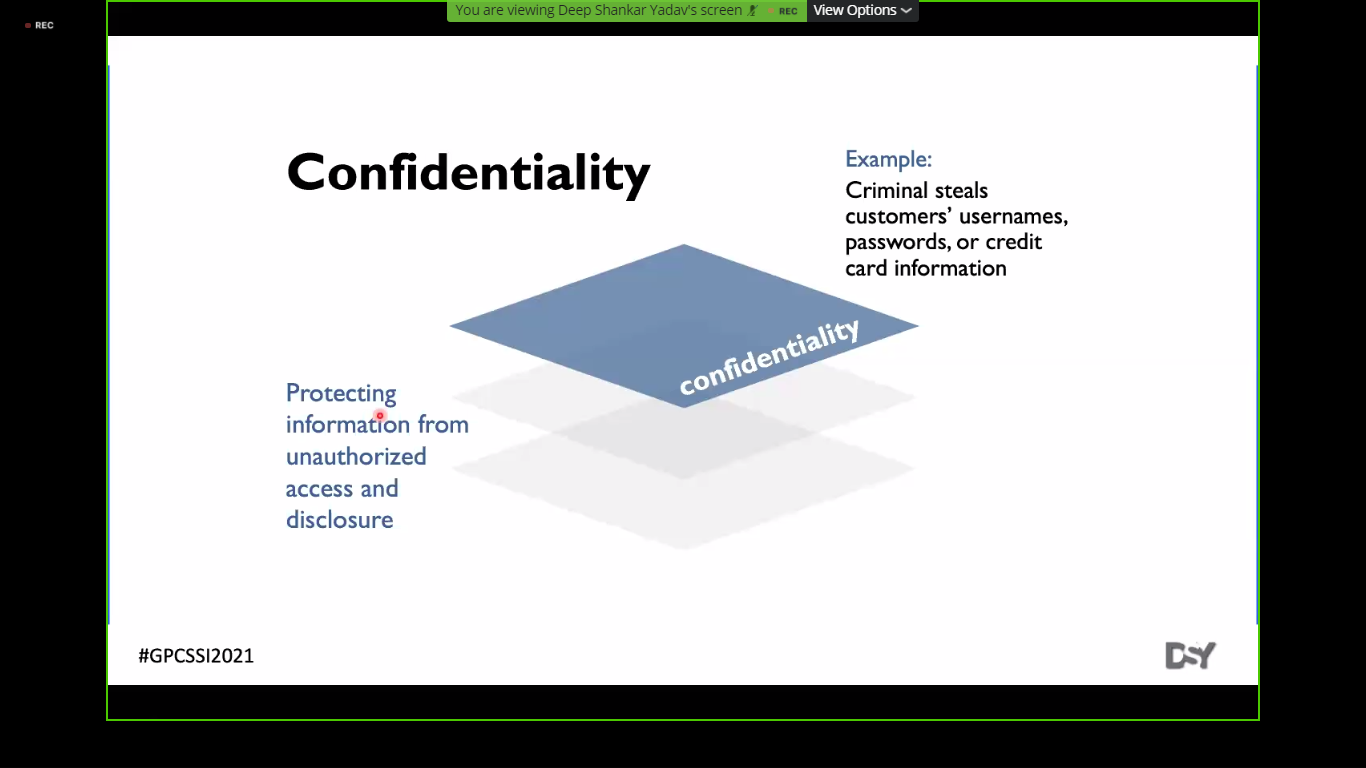 REC
You are viewing Deep Shankar Yadav's screen REC View Options
Confidentiality
Example:
Criminal steals
customers' usernames,
passwords, or credit
card information
confidentiality
Protecting
information from
unauthorized
access and
disclosure
#GPCSSI2021
DSY